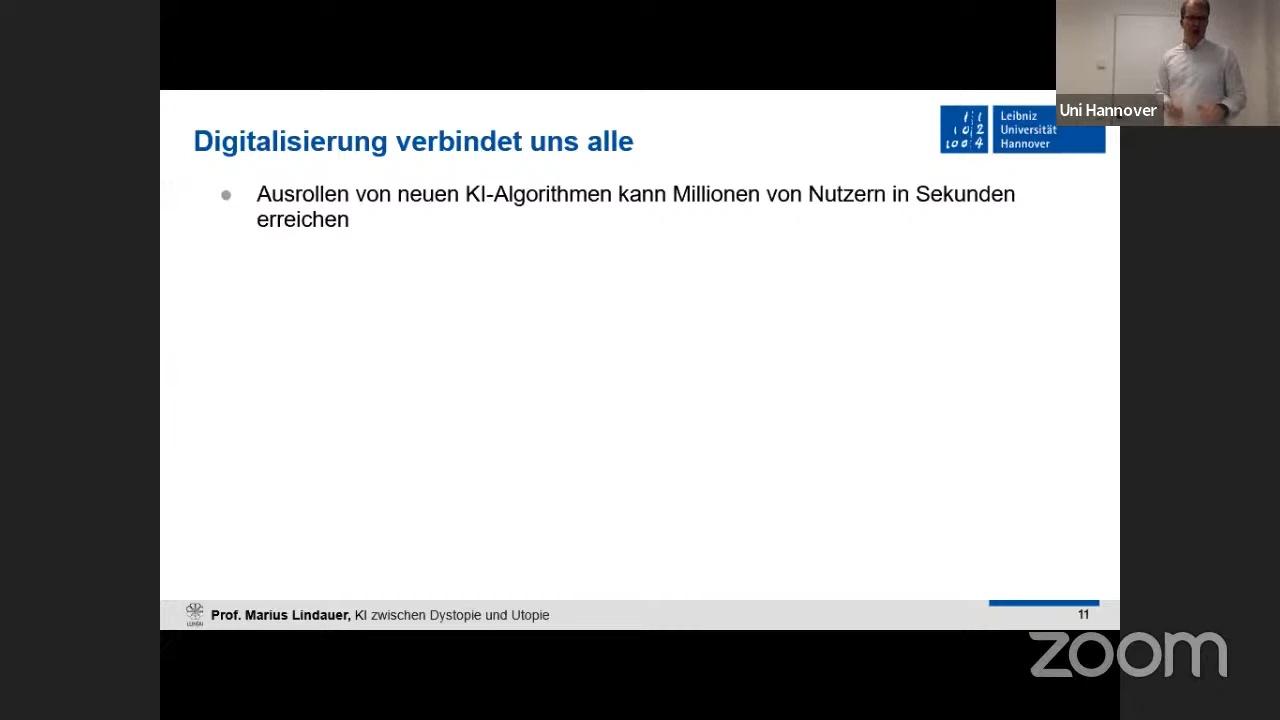 Uni Hannover
Digitalisierung verbindet uns alle
Leibniz
Universität
Hannover
Ausrollen von neuen KI-Algorithmen kann Millionen von Nutzern in Sekunden
erreichen
Prof. Marius Lindauer, KI zwischen Dystopie und Utopie
11
zoom